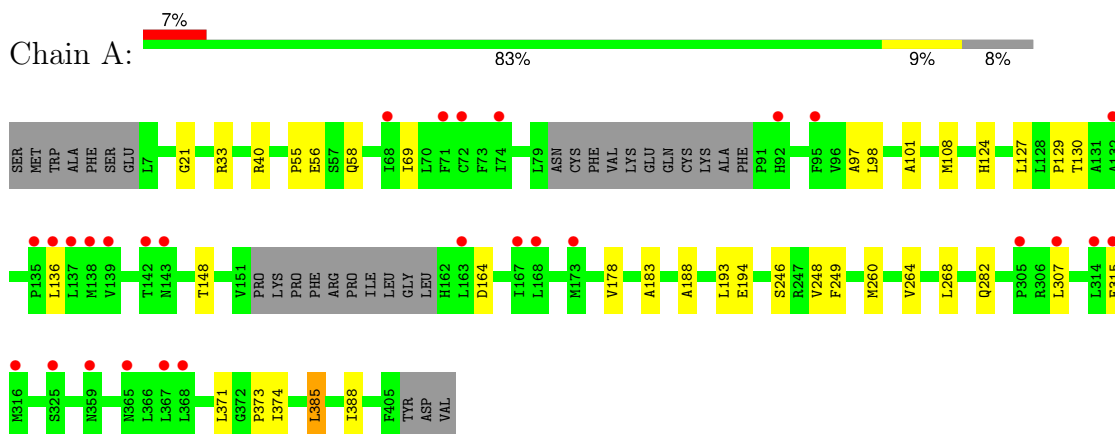 7%
Chain A:
83% 9% 8%
SER MET TRP ALA PHE SER GLU L7 G21 R33 R40 P55 E56 S57 Q58 I68 I69 L70 F71 C72 F73 I74 L79 ASN CYS PHE VAL LYS GLU GLN CYS LYS ALA PHE P91 H92 F95 V96 A97 L98 A101 M108 H124 L127 L128 P129 T130 A131 A132
P135 L136 L137 M138 V139 T142 N143 T148 V151 PRO LYS PRO PHE ARG PRO ILE LEU GLY LEU H162 L163 D164 I167 L168 M173 V178 A183 A188 L193 E194 S246 R247 V248 F249 M260 V264 L268 Q282 P305 R306 L307 L314 E315
M316 S325 N359 N365 L366 L367 L368 L371 G372 P373 I374 L385 I388 F405 TYR ASP VAL